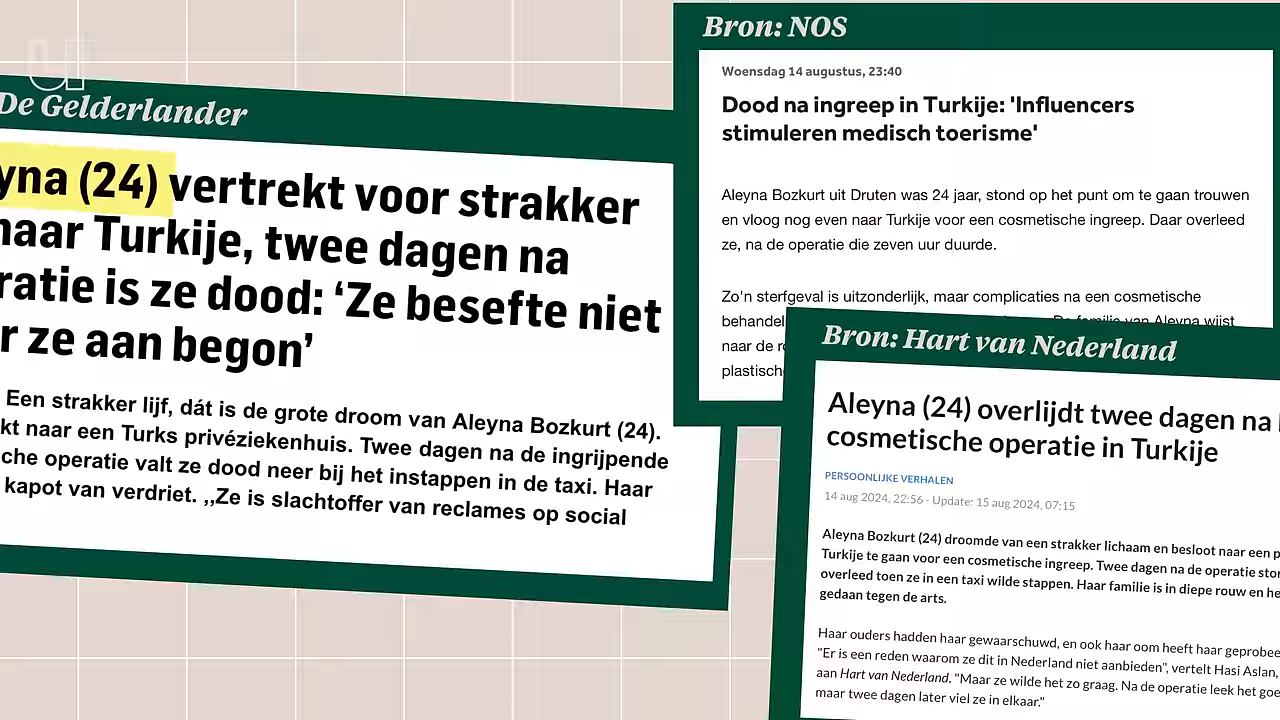 De Gelderlander
yna (24) vertrekt voor strakker
naar Turkije, twee dagen na
ratie is ze dood: ‘Ze besefte niet
r ze aan begon’
Een strakker lijf, dát is de grote droom van Aleyna Bozkurt (24).
kt naar een Turks privéziekenhuis. Twee dagen na de ingrijpende
che operatie valt ze dood neer bij het instappen in de taxi. Haar
kapot van verdriet. ,,Ze is slachtoffer van reclames op social
Bron: NOS
Woensdag 14 augustus, 23:40
Dood na ingreep in Turkije: 'Influencers
stimuleren medisch toerisme'
Aleyna Bozkurt uit Druten was 24 jaar, stond op het punt om te gaan trouwen
en vloog nog even naar Turkije voor een cosmetische ingreep. Daar overleed
ze, na de operatie die zeven uur duurde.
Zo'n sterfgeval is uitzonderlijk, maar complicaties na een cosmetische
behandel De familie van Aleyna wijst
naar de r
plastisch
Bron: Hart van Nederland
Aleyna (24) overlijdt twee dagen na
cosmetische operatie in Turkije
PERSOONLIJKE VERHALEN
14 aug 2024, 22:56 - Update: 15 aug 2024, 07:15
Aleyna Bozkurt (24) droomde van een strakker lichaam en besloot naar een p
Turkije te gaan voor een cosmetische ingreep. Twee dagen na de operatie stor
overleed toen ze in een taxi wilde stappen. Haar familie is in diepe rouw en he
gedaan tegen de arts.
Haar ouders hadden haar gewaarschuwd, en ook haar oom heeft haar geprobee
"Er is een reden waarom ze dit in Nederland niet aanbieden", vertelt Hasi Aslan,
aan Hart van Nederland. "Maar ze wilde het zo graag. Na de operatie leek het goe
maar twee dagen later viel ze in elkaar."